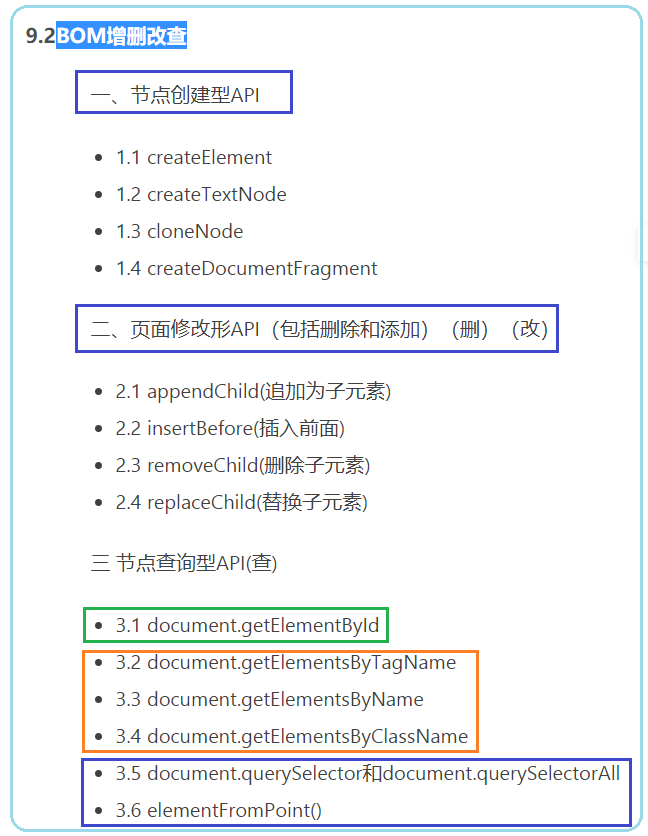 9.2BOM增删改查
一、节点创建型API
• 1.1 createElement
• 1.2 createTextNode
• 1.3 cloneNode
• 1.4 createDocumentFragment
二、页面修改形API（包括删除和添加）（删）（改）
• 2.1 appendChild(追加为子元素)
• 2.2 insertBefore(插入前面)
• 2.3 removeChild(删除子元素)
• 2.4 replaceChild(替换子元素)
三 节点查询型API(查)
• 3.1 document.getElementById
• 3.2 document.getElementsByTagName
• 3.3 document.getElementsByName
• 3.4 document.getElementsByClassName
• 3.5 document.querySelector和document.querySelectorAll
• 3.6 elementFromPoint()